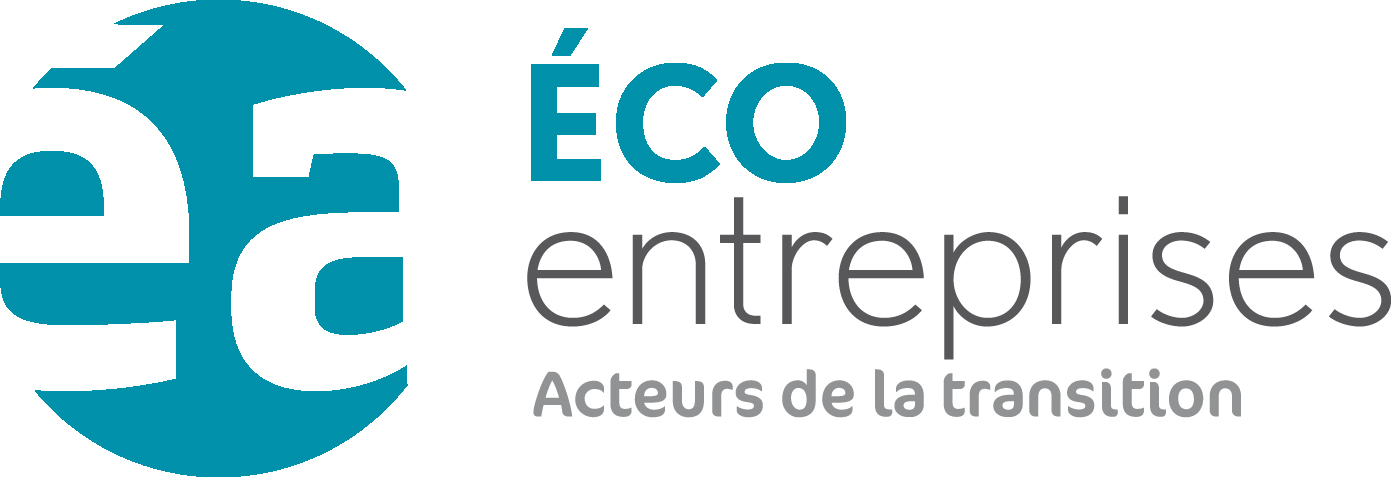 éa
ÉCO
entreprises
Acteurs de la transition